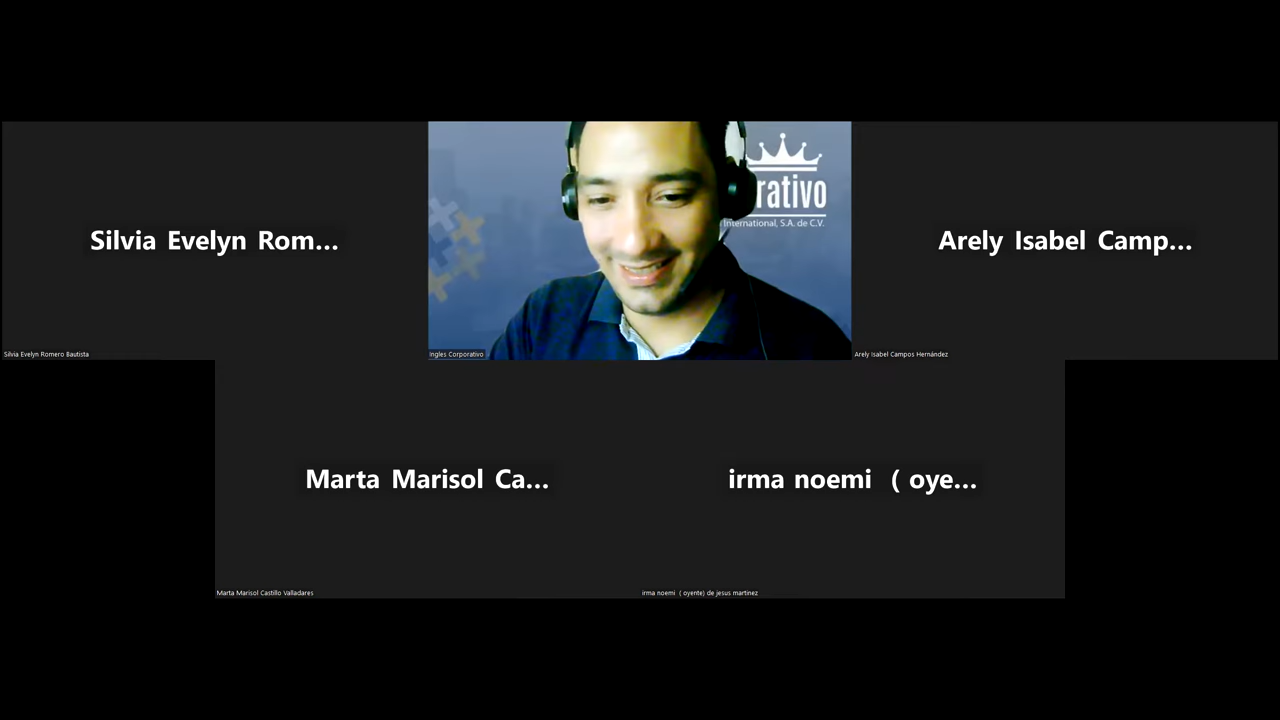 Silvia Evelyn Rom...
rativo
International, S.A. de C.V.
Arely Isabel Camp...
Silvia Evelyn Romero Bautista
Ingles Corporativo
Arely Isabel Campos Hernández
Marta Marisol Ca...
irma noemi ( oye...
Marta Marisol Castillo Valladares
irma noemi ( oyente) de jesus martinez